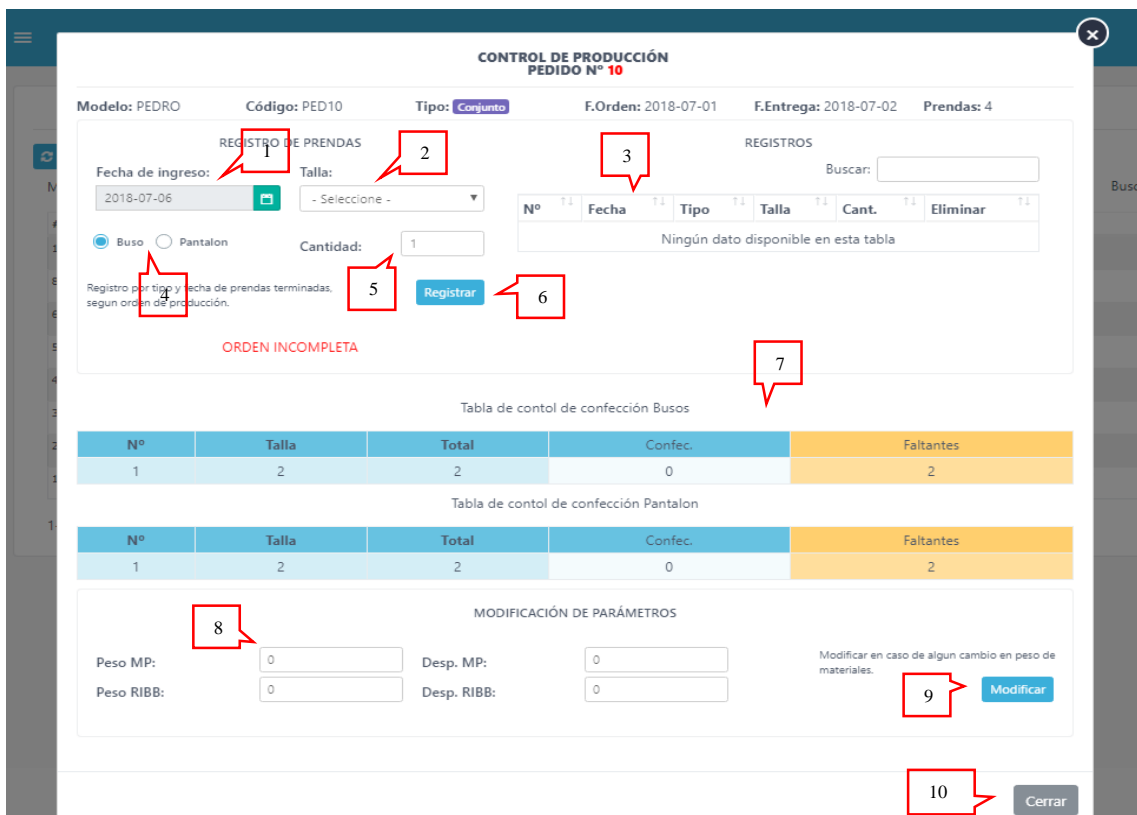 CONTROL DE PRODUCCIÓN
PEDIDO Nº 10
Modelo: PEDRO Código: PED10 Tipo: Conjunto F.Orden: 2018-07-01 F.Entrega: 2018-07-02 Prendas: 4
REGISTRO DE PRENDAS
1
2
Fecha de ingreso: Talla:
2018-07-06 - Seleccione -
Buso Pantalon Cantidad: 1
4
5
Registro por tipo y fecha de prendas terminadas,
segun orden de producción.
Registrar
6
ORDEN INCOMPLETA
REGISTROS
3
Buscar:
Nº Fecha Tipo Talla Cant. Eliminar
Ningún dato disponible en esta tabla
7
Tabla de contol de confección Busos
Nº Talla Total Confec. Faltantes
1 2 2 0 2
Tabla de contol de confección Pantalon
Nº Talla Total Confec. Faltantes
1 2 2 0 2
MODIFICACIÓN DE PARÁMETROS
8
Peso MP: 0 Desp. MP: 0
Peso RIBB: 0 Desp. RIBB: 0
Modificar en caso de algun cambio en peso de
materiales.
9
Modificar
10
Cerrar